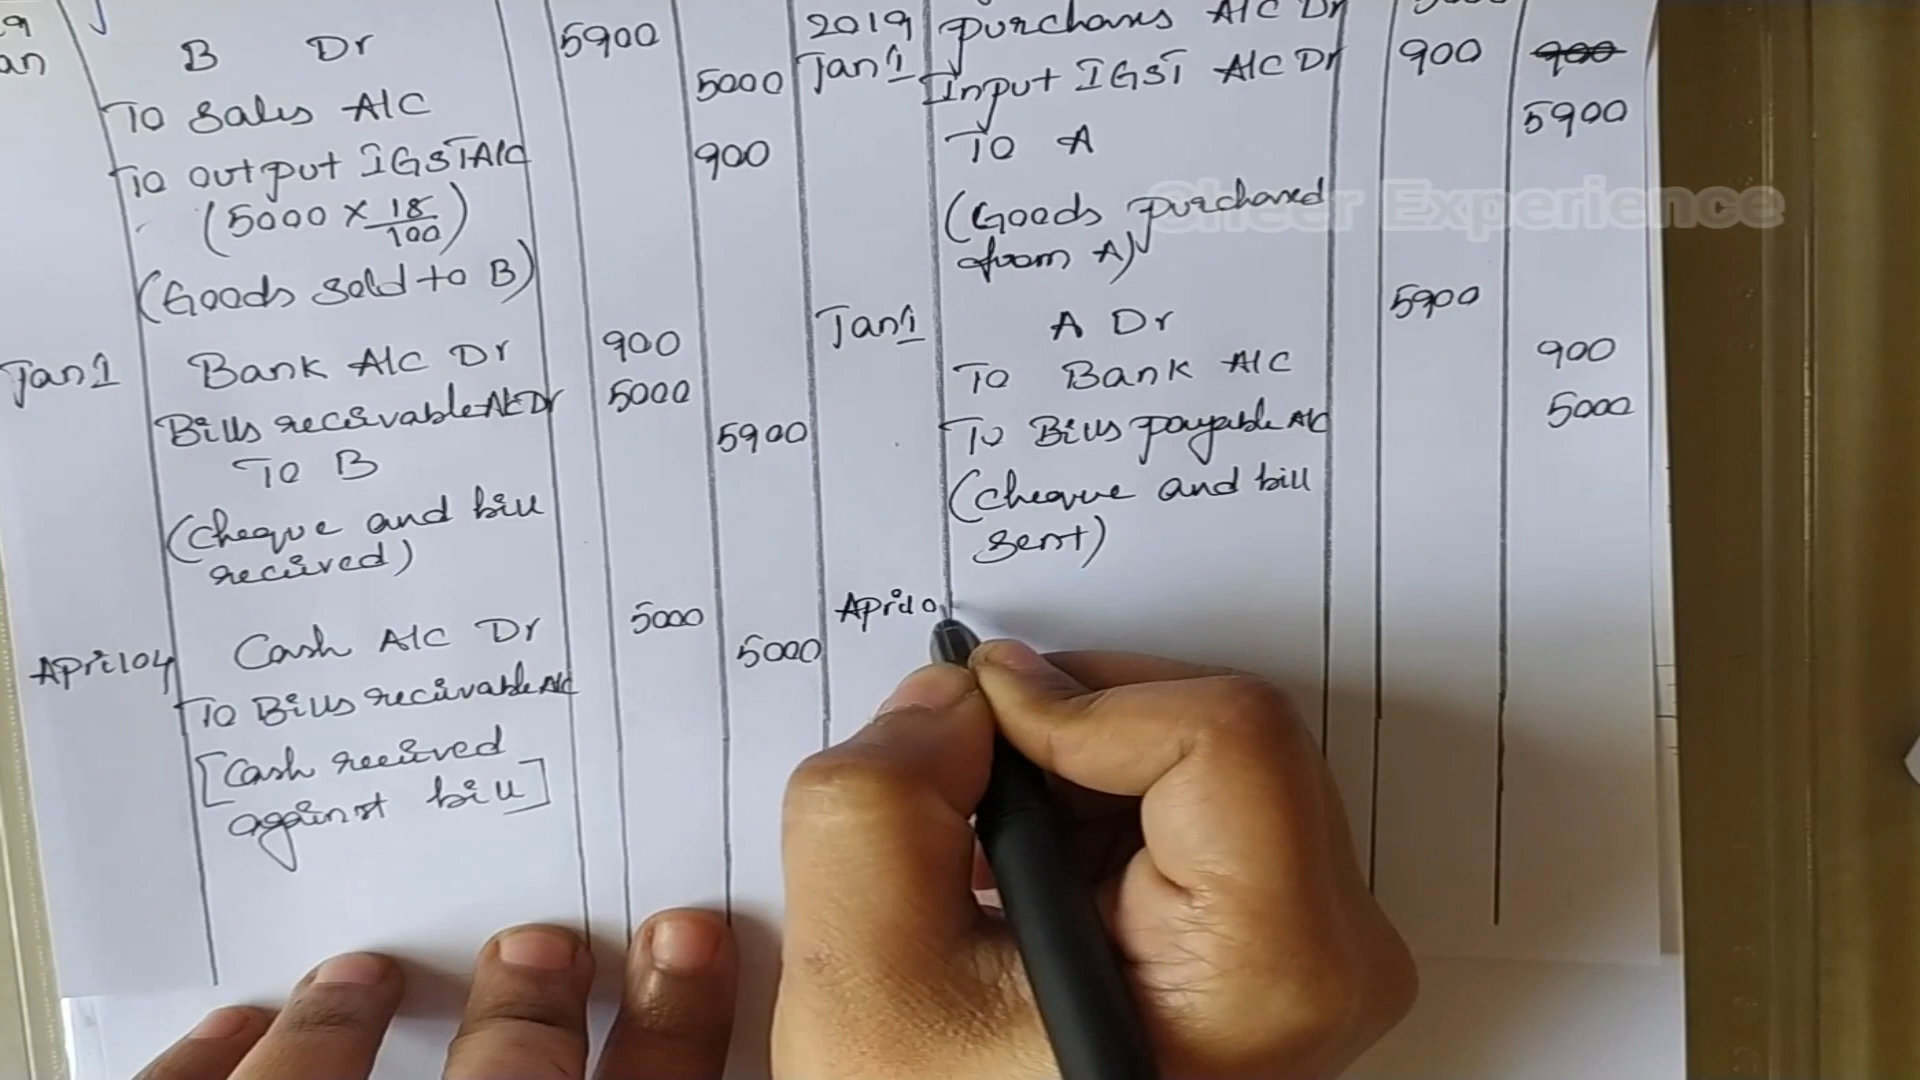 B Dr 5900
To Sales A/C 5000
To output IGST A/C 900
(5000 × 18/100)
(Goods sold to B)
Jan 1 Bank A/C Dr 900
Bills receivable A/c Dr 5000
To B 5900
(cheque and bill
received)
April 04 Cash A/C Dr 5000
To Bills receivable A/c 5000
[Cash received
against bill]
2019 purchases A/C Dr
Jan 1 Input IGST A/C Dr 900 900
To A 5900
(Goods purchased
from A)
Jan 1 A Dr 5900
To Bank A/C 900
To Bills payable A/c 5000
(cheque and bill
sent)
April 0
Cheer Experience